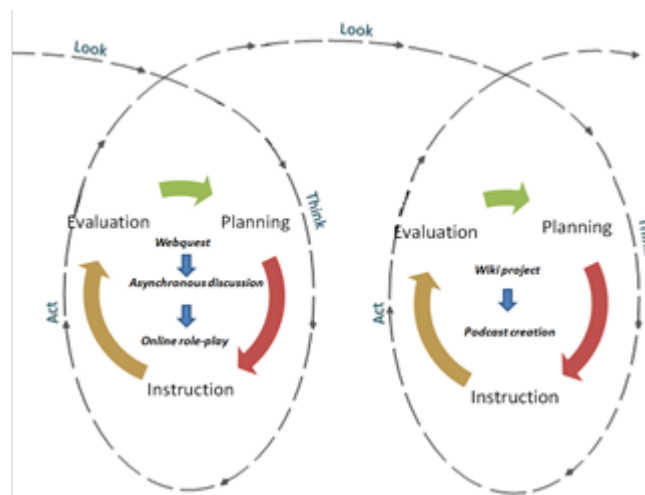 Look
Look
Think
Evaluation
Planning
Webquest
Asynchronous discussion
Online role-play
Act
Instruction
Evaluation
Planning
Wiki project
Podcast creation
Act
Instruction